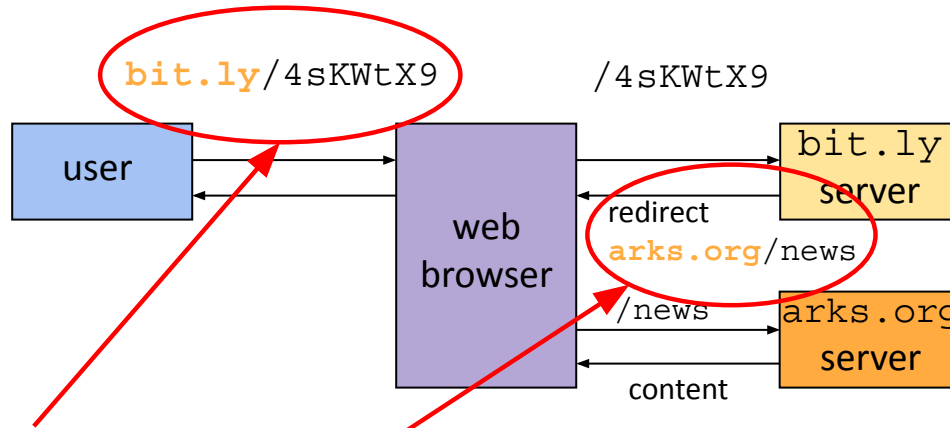 bit.ly/4sKWtX9
/4sKWtX9
user
web
browser
bit.ly
server
redirect
arks.org/news
/news
arks.org
server
content